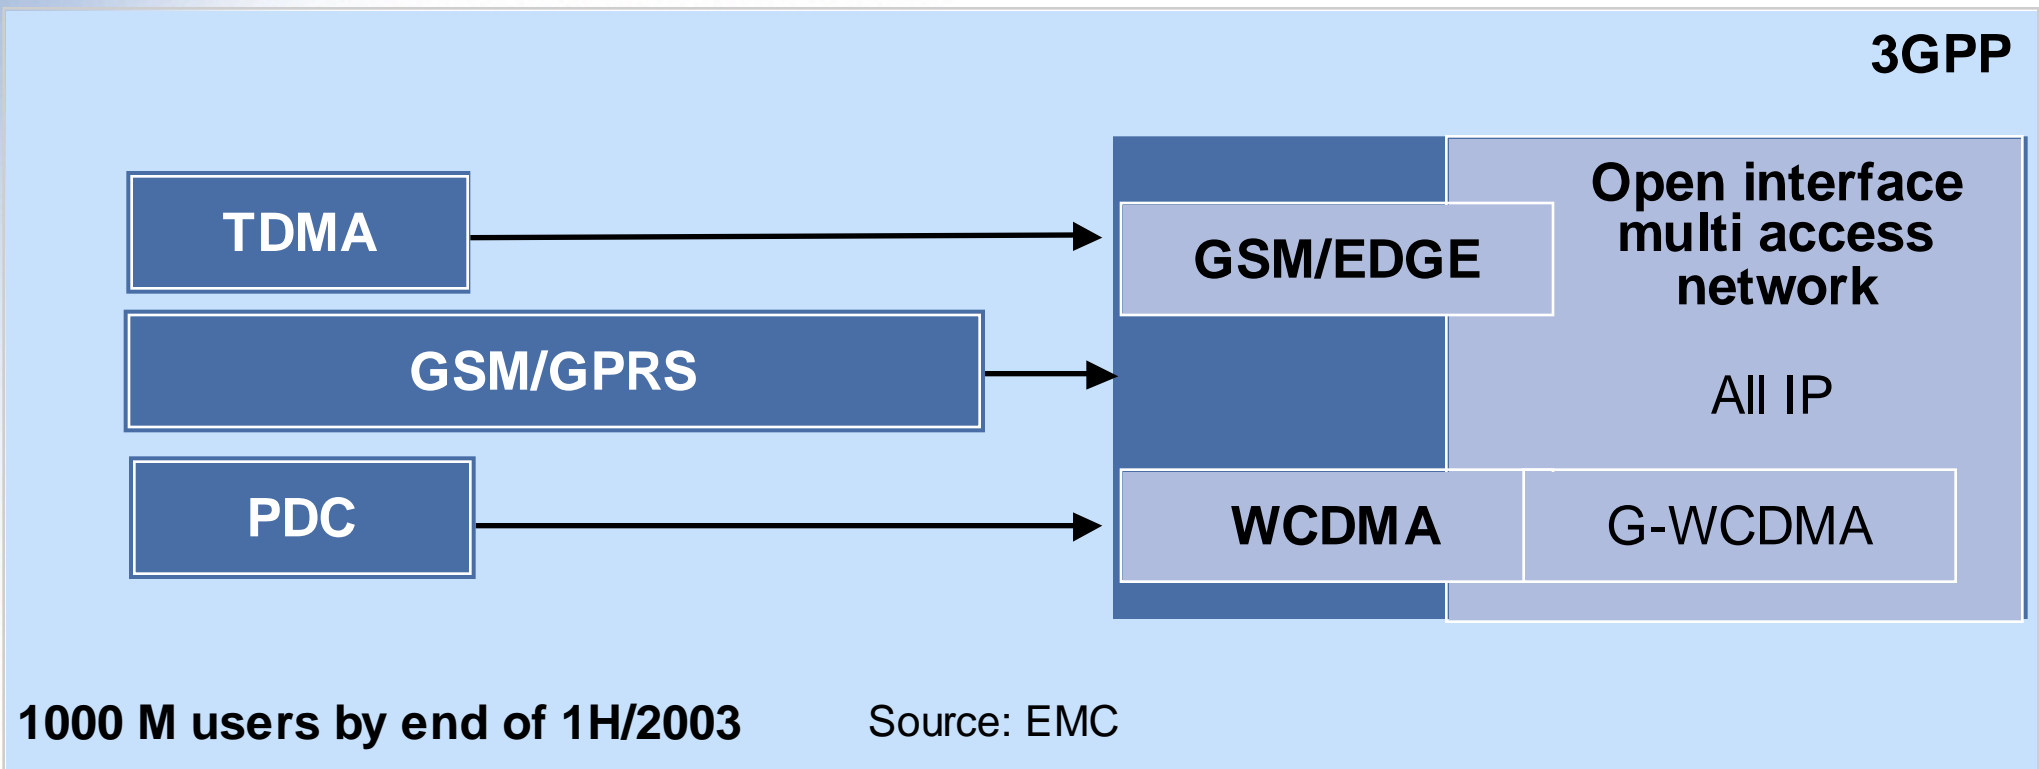 3GPP
TDMA
GSM/GPRS
PDC
GSM/EDGE
Open interface
multi access
network
All IP
WCDMA
G-WCDMA
1000 M users by end of 1H/2003
Source: EMC